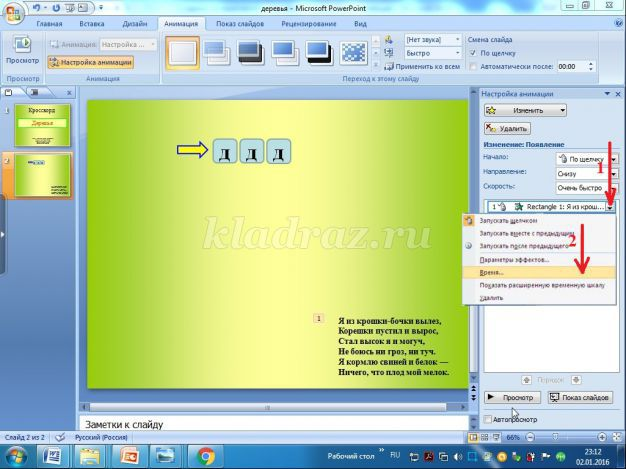 деревья - Microsoft PowerPoint
Главная Вставка Дизайн Анимация Показ слайдов Рецензирование Вид
Просмотр
Анимация: Настройка ...
Настройка анимации
[Нет звука]
Быстро
Применить ко всем
Смена слайда
По щелчку
Автоматически после: 00:00
Просмотр Анимация Переход к этому слайду
1
Кроссворд
Деревья
2
Д Д Д
1
Я из крошки-бочки вылез,
Корешки пустил и вырос,
Стал высок я и могуч,
Не боюсь ни гроз, ни туч.
Я кормлю свиней и белок —
Ничего, что плод мой мелок.
kladraz.ru
Заметки к слайду
Настройка анимации
Изменить
Удалить
Изменение: Появление
Начало: По щелчку
Направление: Снизу
Скорость: Очень быстро
1 Rectangle 1: Я из крош...
1
Запускать щелчком
Запускать вместе с предыдущим
Запускать после предыдущего
2
Параметры эффектов...
Время...
Показать расширенную временную шкалу
Удалить
Порядок
Просмотр Показ слайдов
Автопросмотр
Слайд 2 из 2 Русский (Россия) 66%
Рабочий стол RU 23:12
02.01.2016